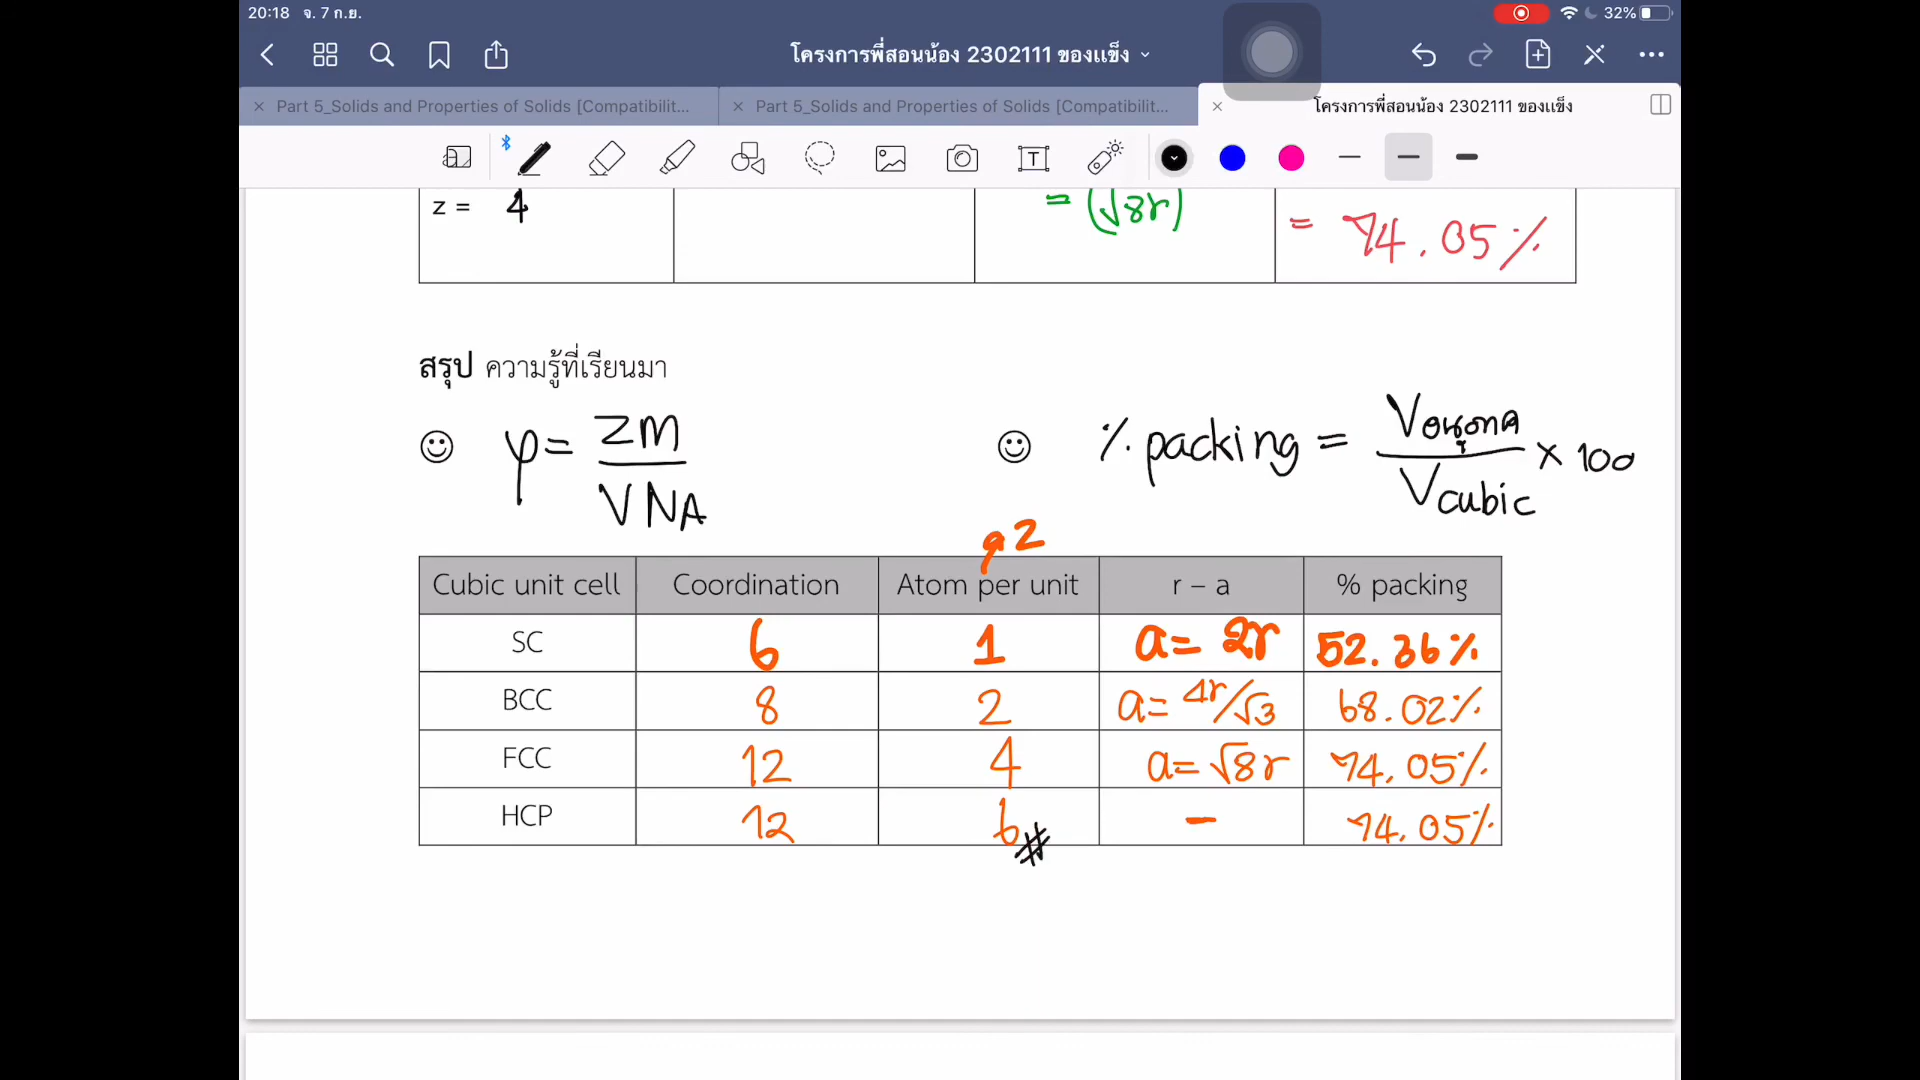 20:18 จ. 7 ก.ย. 32%
โครงการพี่สอนน้อง 2302111 ของแข็ง
Part 5_Solids and Properties of Solids [Compatibilit...
Part 5_Solids and Properties of Solids [Compatibilit...
โครงการพี่สอนน้อง 2302111 ของแข็ง
z = 4
= (√8r)
= 74.05%
สรุป ความรู้ที่เรียนมา
ρ = ZM / VNA
% packing = Vอนุภาค / Vcubic × 100
Z
Cubic unit cell Coordination Atom per unit r – a % packing
SC 6 1 a = 2r 52.36%
BCC 8 2 a = 4r/√3 68.02%
FCC 12 4 a = √8r 74.05%
HCP 12 6 - 74.05%
#